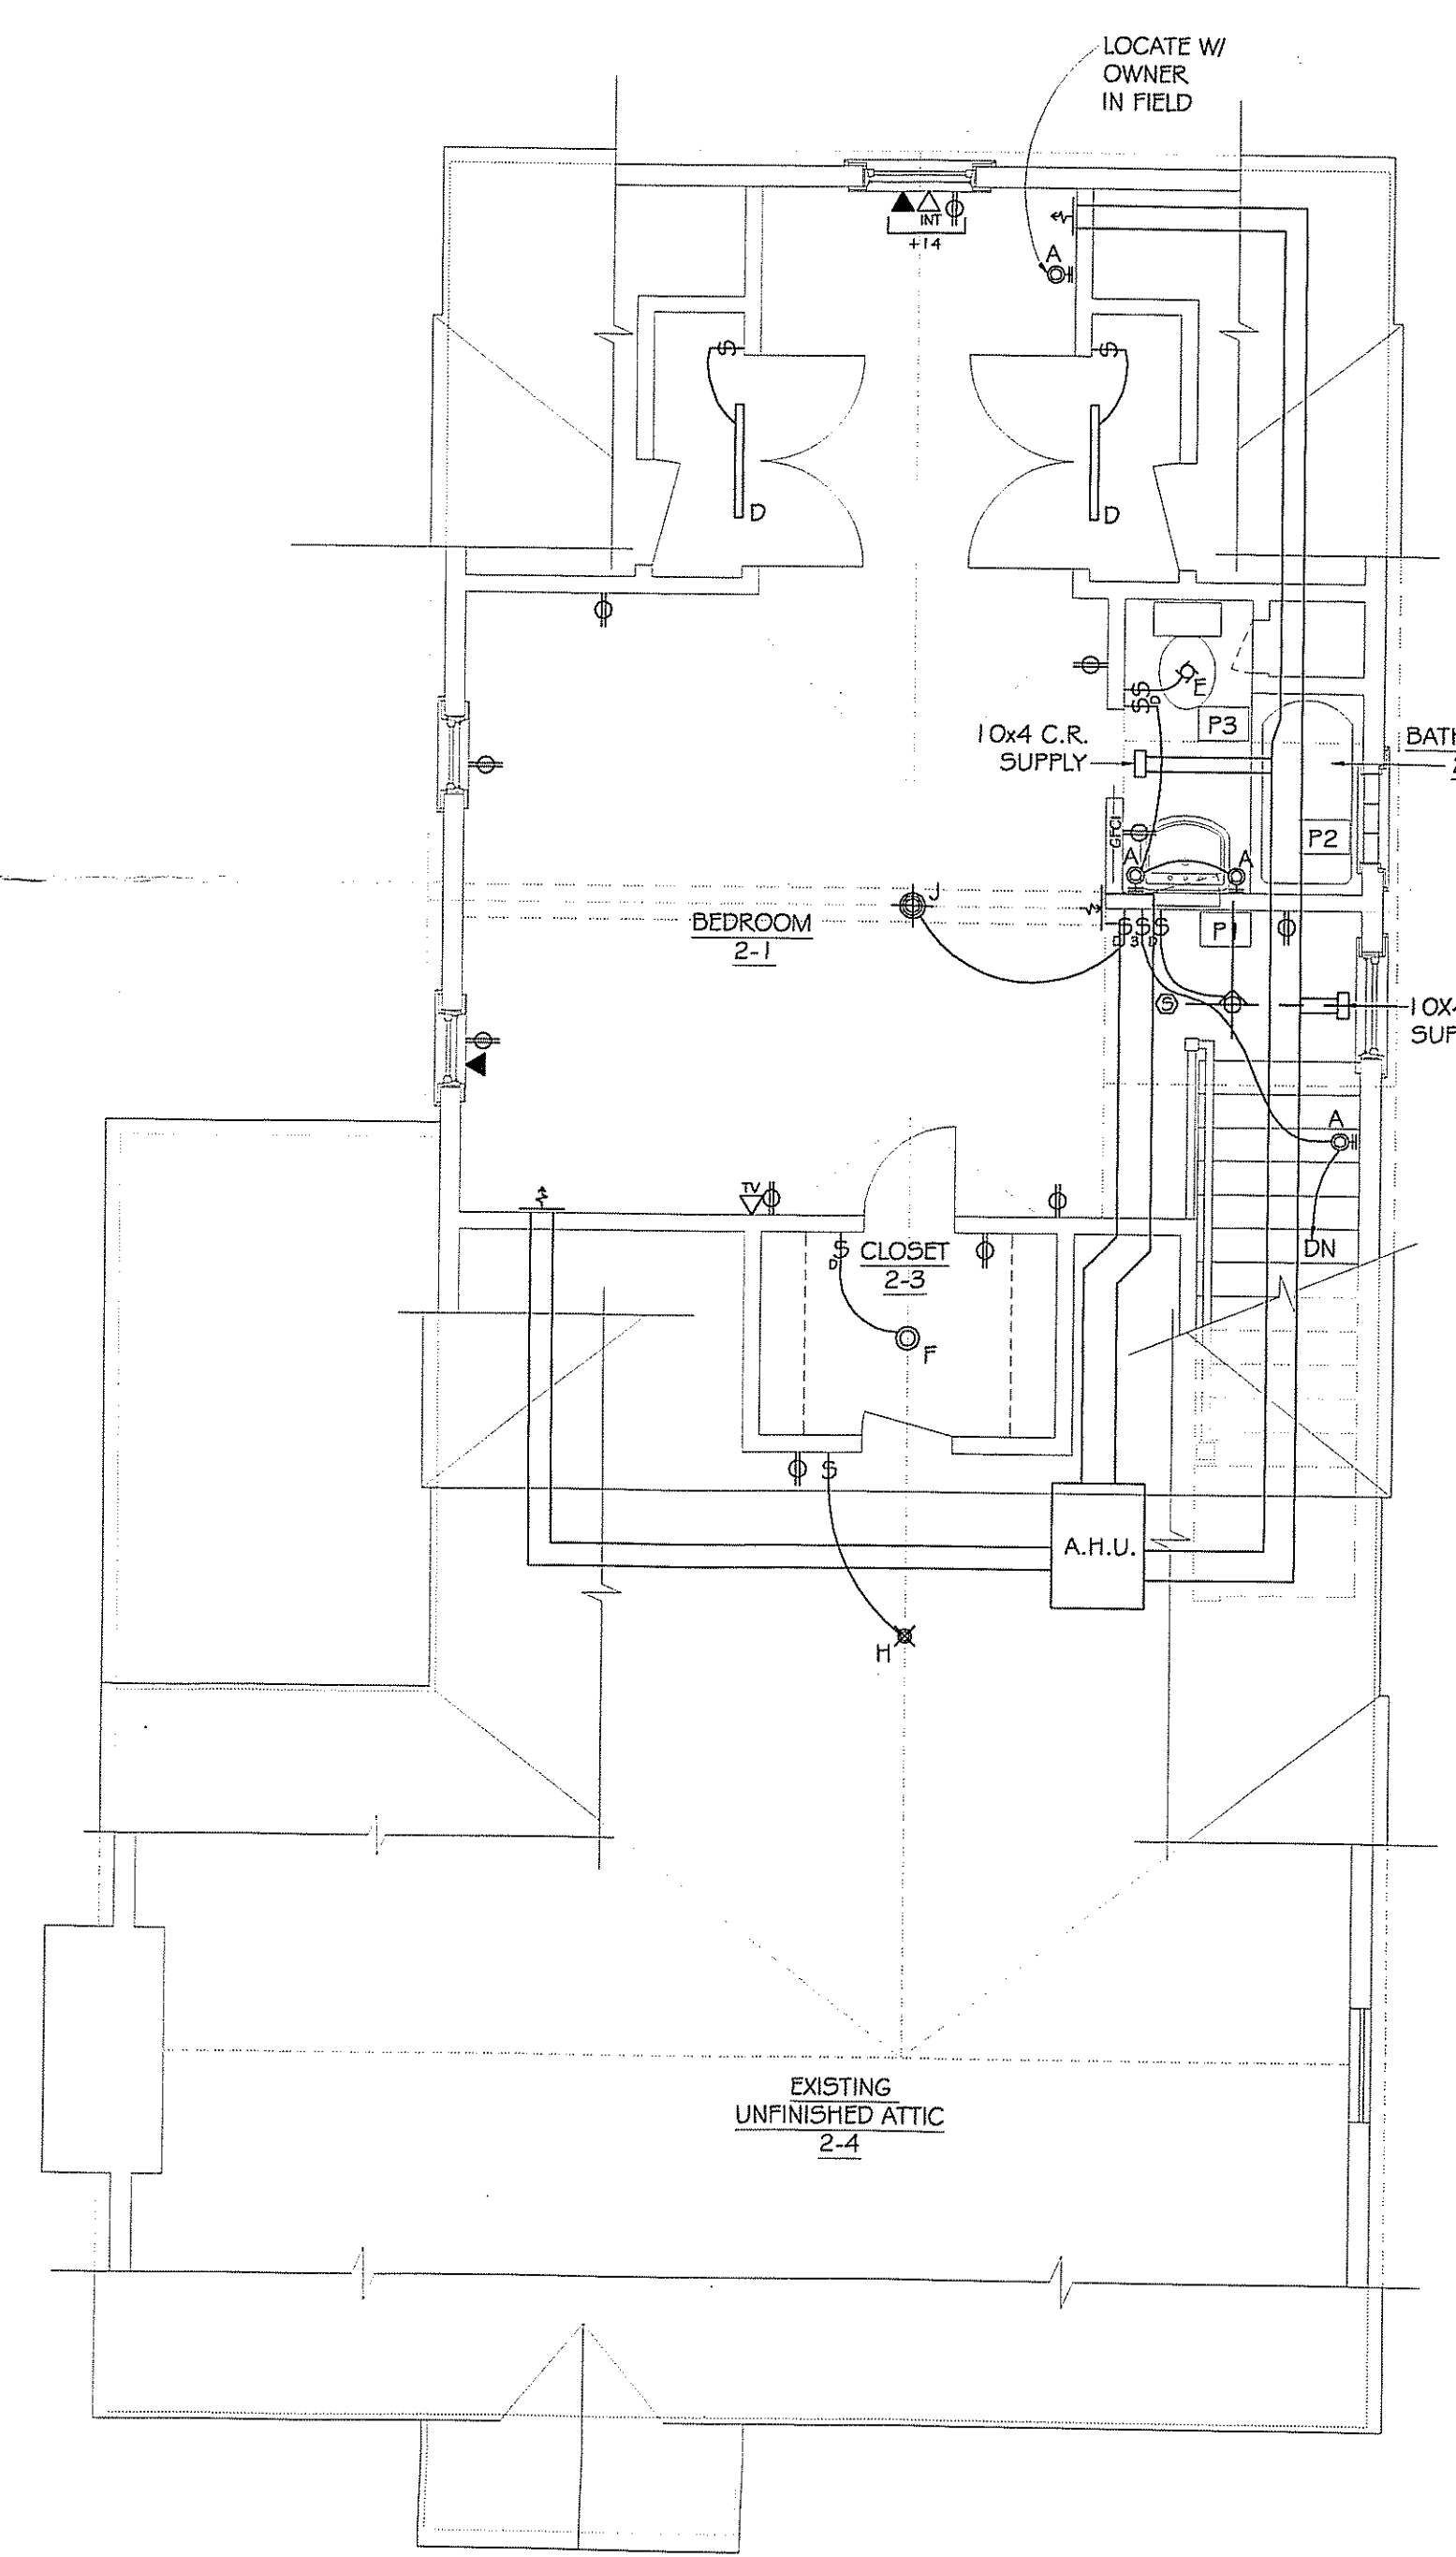 LOCATE W/
OWNER
IN FIELD
INT
+14
A
S
S
D
D
S
E
S
D
P3
10x4 C.R.
SUPPLY
BATH
P2
GFCI
A
A
J
BEDROOM
2-1
S S S
D 3 D
P1
S
10X4
SUP
A
TV
DN
S
D
CLOSET
2-3
F
S
A.H.U.
H
EXISTING
UNFINISHED ATTIC
2-4